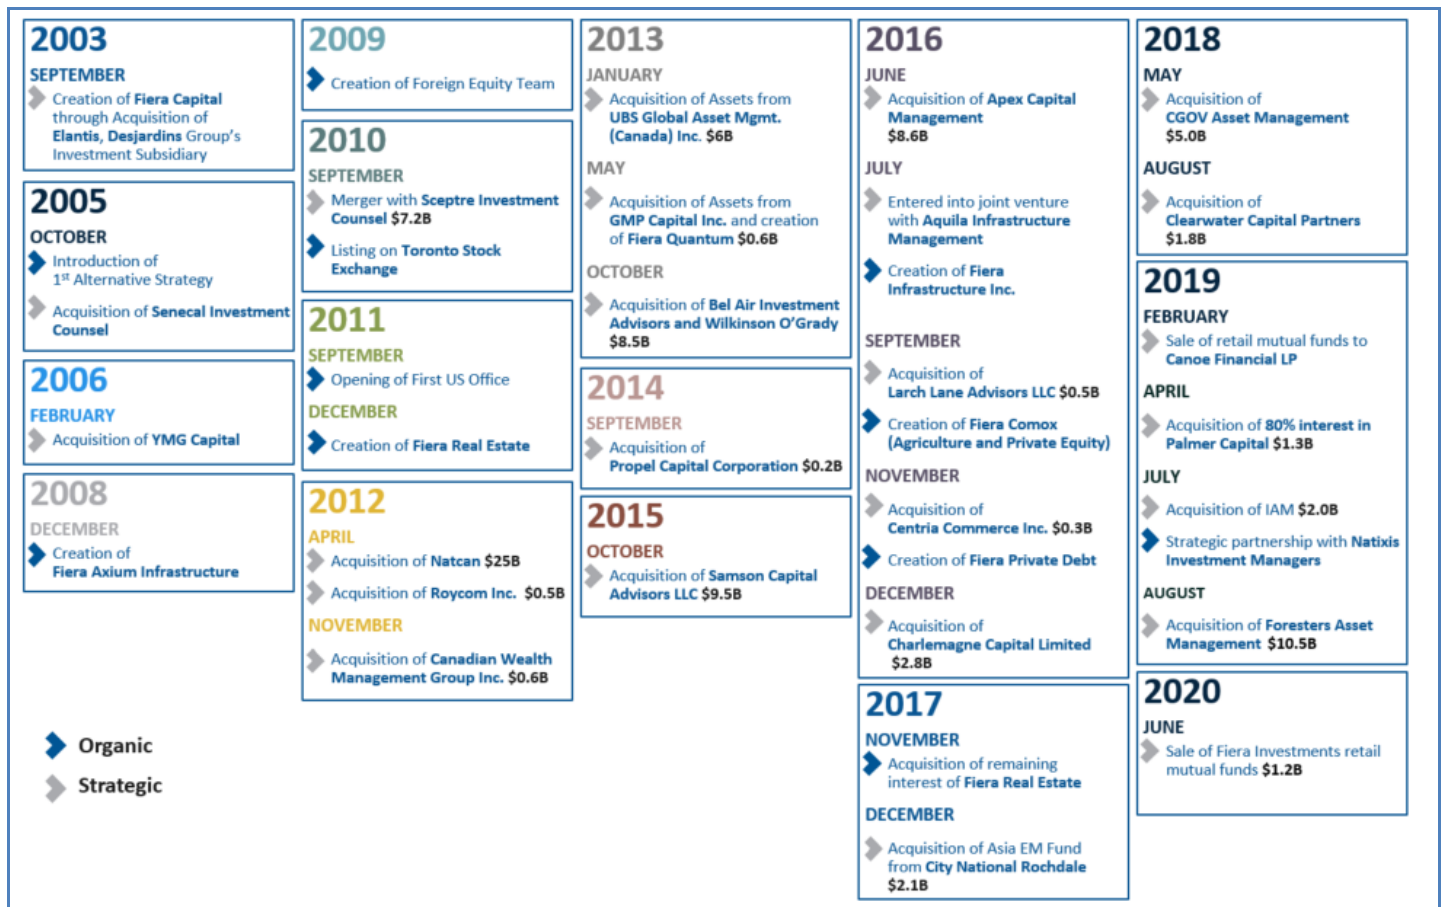 2003
SEPTEMBER
Creation of Fiera Capital
through Acquisition of
Elantis, Desjardins Group's
Investment Subsidiary
2005
OCTOBER
Introduction of
1st Alternative Strategy
Acquisition of Senecal Investment
Counsel
2006
FEBRUARY
Acquisition of YMG Capital
2008
DECEMBER
Creation of
Fiera Axium Infrastructure
Organic
Strategic
2009
Creation of Foreign Equity Team
2010
SEPTEMBER
Merger with Sceptre Investment
Counsel $7.2B
Listing on Toronto Stock
Exchange
2011
SEPTEMBER
Opening of First US Office
DECEMBER
Creation of Fiera Real Estate
2012
APRIL
Acquisition of Natcan $25B
Acquisition of Roycom Inc. $0.5B
NOVEMBER
Acquisition of Canadian Wealth
Management Group Inc. $0.6B
2013
JANUARY
Acquisition of Assets from
UBS Global Asset Mgmt.
(Canada) Inc. $6B
MAY
Acquisition of Assets from
GMP Capital Inc. and creation
of Fiera Quantum $0.6B
OCTOBER
Acquisition of Bel Air Investment
Advisors and Wilkinson O'Grady
$8.5B
2014
SEPTEMBER
Acquisition of
Propel Capital Corporation $0.2B
2015
OCTOBER
Acquisition of Samson Capital
Advisors LLC $9.5B
2016
JUNE
Acquisition of Apex Capital
Management
$8.6B
JULY
Entered into joint venture
with Aquila Infrastructure
Management
Creation of Fiera
Infrastructure Inc.
SEPTEMBER
Acquisition of
Larch Lane Advisors LLC $0.5B
Creation of Fiera Comox
(Agriculture and Private Equity)
NOVEMBER
Acquisition of
Centria Commerce Inc. $0.3B
Creation of Fiera Private Debt
DECEMBER
Acquisition of
Charlemagne Capital Limited
$2.8B
2017
NOVEMBER
Acquisition of remaining
interest of Fiera Real Estate
DECEMBER
Acquisition of Asia EM Fund
from City National Rochdale
$2.1B
2018
MAY
Acquisition of
CGOV Asset Management
$5.0B
AUGUST
Acquisition of
Clearwater Capital Partners
$1.8B
2019
FEBRUARY
Sale of retail mutual funds to
Canoe Financial LP
APRIL
Acquisition of 80% interest in
Palmer Capital $1.3B
JULY
Acquisition of IAM $2.0B
Strategic partnership with Natixis
Investment Managers
AUGUST
Acquisition of Foresters Asset
Management $10.5B
2020
JUNE
Sale of Fiera Investments retail
mutual funds $1.2B